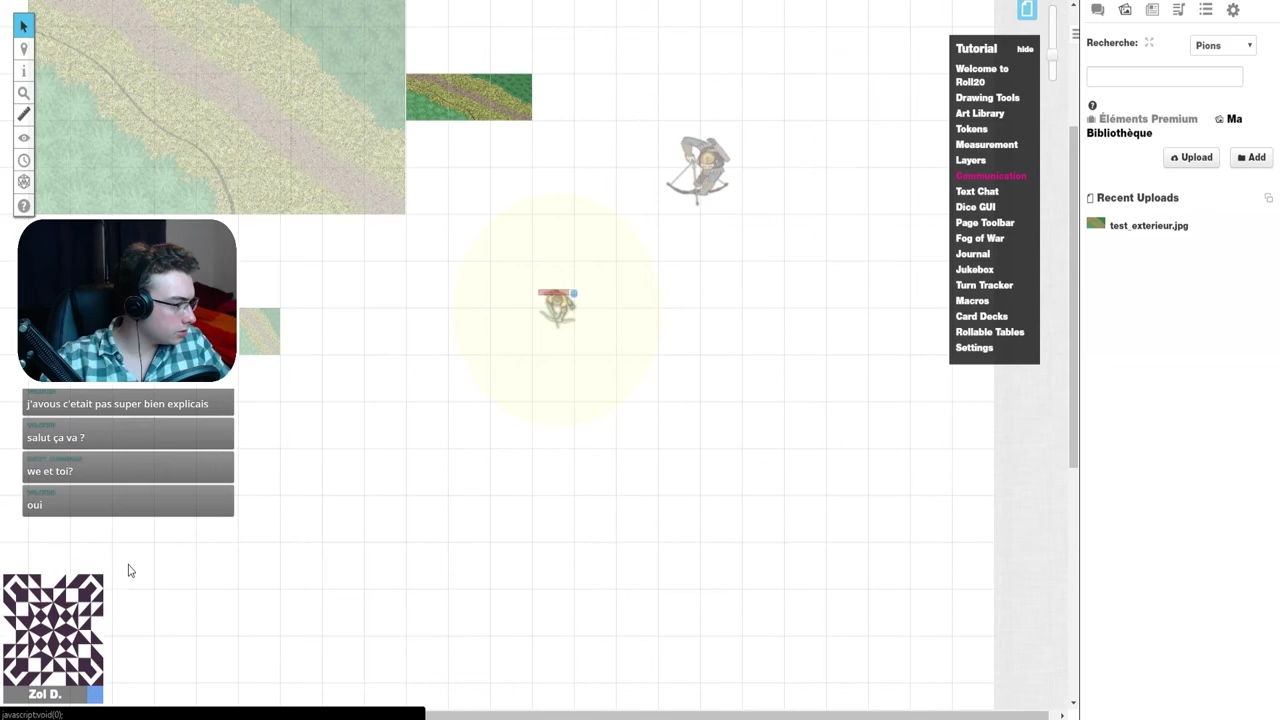 Tutorial hide
Welcome to
Roll20
Drawing Tools
Art Library
Tokens
Measurement
Layers
Communication
Text Chat
Dice GUI
Page Toolbar
Fog of War
Journal
Jukebox
Turn Tracker
Macros
Card Decks
Rollable Tables
Settings
Recherche:
Pions
Éléments Premium
Ma
Bibliothèque
Upload
Add
Recent Uploads
test_exterieur.jpg
j'avous c'etait pas super bien explicais
salut ça va ?
we et toi?
oui
Zol D.
javascript:void(0);